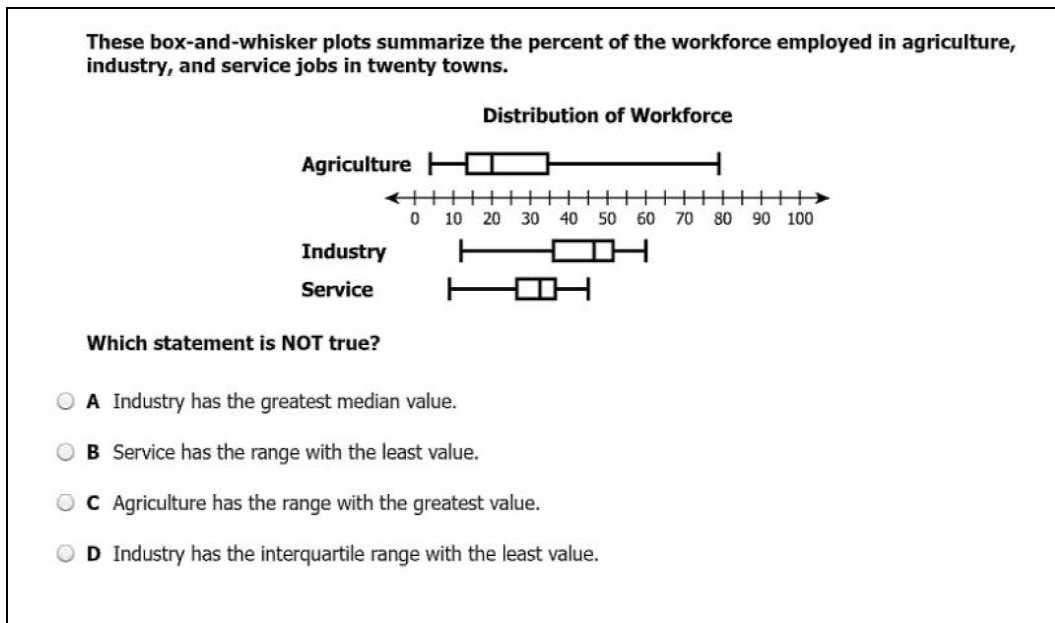 These box-and-whisker plots summarize the percent of the workforce employed in agriculture,
industry, and service jobs in twenty towns.
Distribution of Workforce
Agriculture
0 10 20 30 40 50 60 70 80 90 100
Industry
Service
Which statement is NOT true?
A Industry has the greatest median value.
B Service has the range with the least value.
C Agriculture has the range with the greatest value.
D Industry has the interquartile range with the least value.